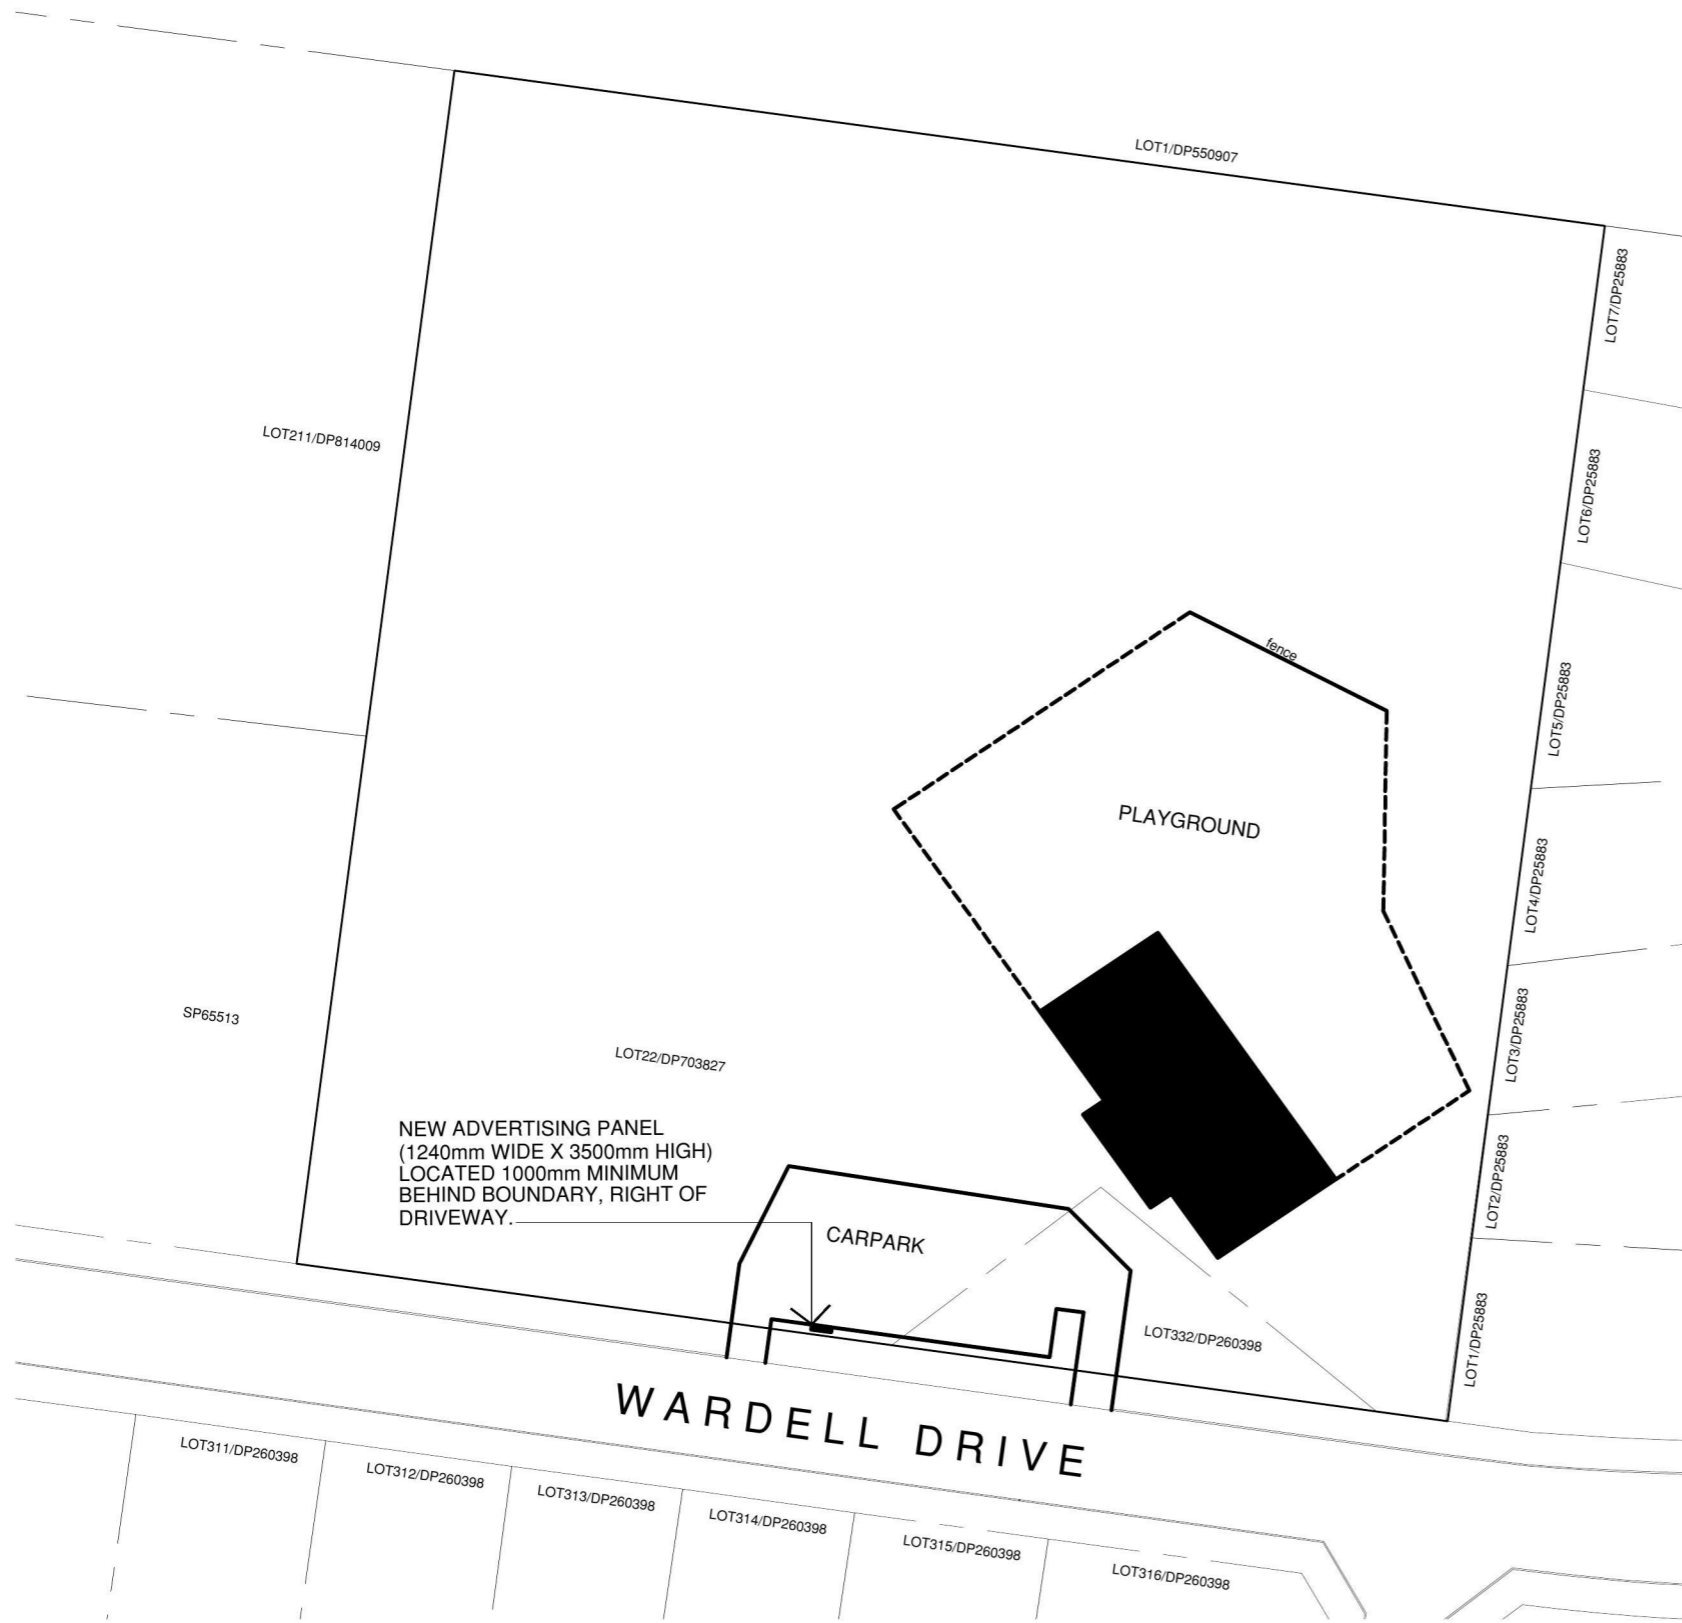 LOT1/DP550907
LOT7/DP25883
LOT211/DP814009
LOT6/DP25883
fence
LOT5/DP25883
PLAYGROUND
LOT4/DP25883
SP65513
LOT3/DP25883
LOT22/DP703827
NEW ADVERTISING PANEL
(1240mm WIDE X 3500mm HIGH)
LOCATED 1000mm MINIMUM
BEHIND BOUNDARY, RIGHT OF
DRIVEWAY.
LOT2/DP25883
CARPARK
LOT332/DP260398
LOT1/DP25883
WARDELL DRIVE
LOT311/DP260398
LOT312/DP260398
LOT313/DP260398
LOT314/DP260398
LOT315/DP260398
LOT316/DP260398